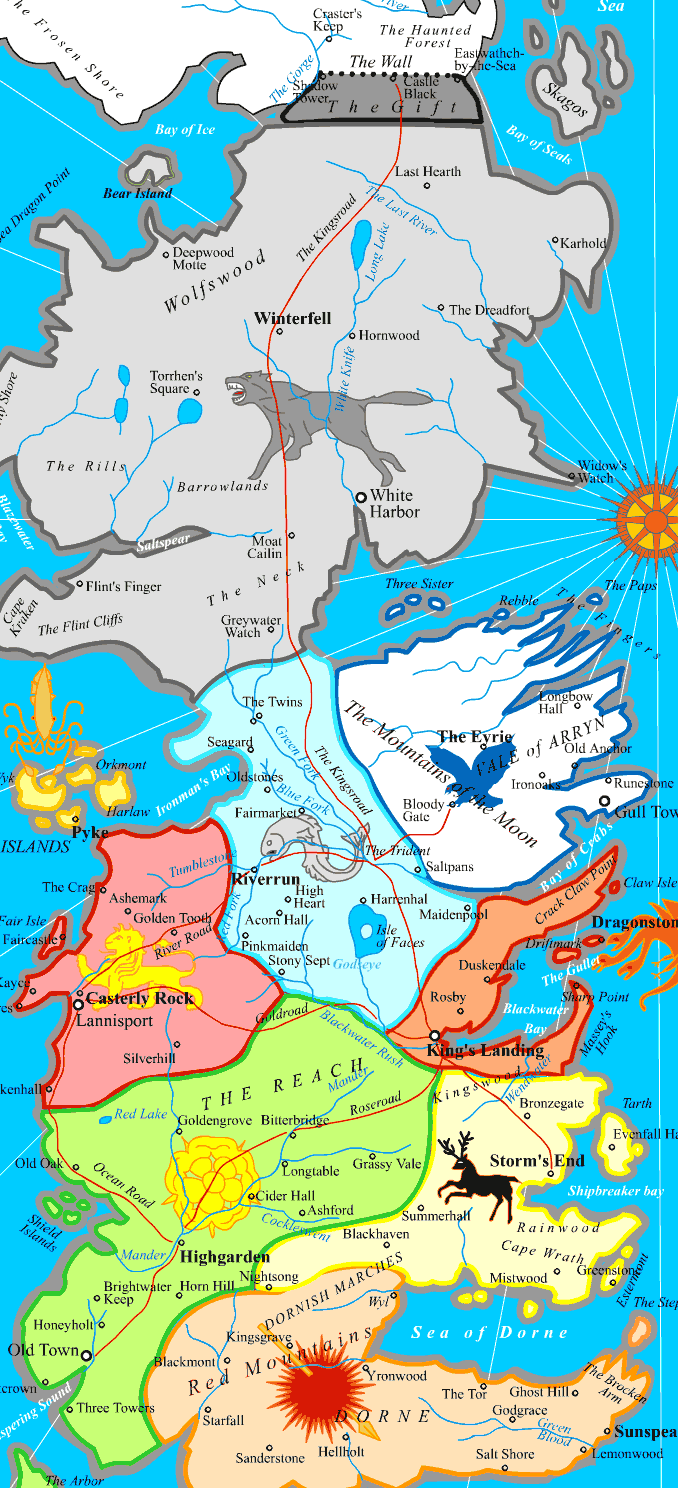 River
Sea
Craster's
Keep
The Haunted
Forest
The Frozen Shore
The Gorge
The Wall
Eastwathch-
by-the-Sea
Shadow
Tower
Castle
Black
The Gift
Skagos
Bay of Ice
Bay of Seals
Bear Island
Sea Dragon Point
Last Hearth
The Last River
The Kingsroad
Long Lake
Karhold
Deepwood
Motte
Wolfswood
Winterfell
Hornwood
The Dreadfort
White Knife
Torrhen's
Square
The Rills
Barrowlands
White
Harbor
Widow's
Watch
Blazewater
Saltspear
Moat
Cailin
The Neck
Flint's Finger
Cape
Kraken
The Flint Cliffs
Greywater
Watch
Three Sister
Rebble
The Paps
The Fingers
The Twins
Seagard
Green Fork
The Kingsroad
Longbow
Hall
The Eyrie
VALE of ARRYN
Old Anchor
The Mountains of the Moon
Ironoaks
Runestone
Gull Tow
Bloody
Gate
Orkmont
Harlaw
Ironman's Bay
Pyke
ISLANDS
Oldstones
Blue Fork
Fairmarket
The Trident
Saltpans
Bay of Crabs
Tumblestone
Riverrun
The Crag
Ashemark
Golden Tooth
River Road
Red Fork
High
Heart
Acorn Hall
Pinkmaiden
Stony Sept
Harrenhal
Isle
of Faces
Godseye
Maidenpool
Crack Claw Point
Claw Isle
Dragonston
Driftmark
The Gullet
Fair Isle
Faircastle
Kayce
Casterly Rock
Lannisport
Silverhill
Goldroad
Duskendale
Rosby
Sharp Point
Blackwater
Bay
Massey's
Hook
King's Landing
Blackwater Rush
Kingswood
Wendwater
kenhall
THE REACH
Mander
Red Lake
Goldengrove
Bitterbridge
Roseroad
Bronzegate
Tarth
Evenfall Ha
Old Oak
Ocean Road
Longtable
Grassy Vale
Storm's End
Shipbreaker bay
Cider Hall
Ashford
Cockleswent
Summerhall
Rainwood
Shield
Islands
Mander
Highgarden
Blackhaven
Cape Wrath
Greenstone
Mistwood
Estermont
Brightwater
Keep
Horn Hill
Nightsong
DORNISH MARCHES
Wyl
The Step
Honeyholt
Old Town
Kingsgrave
Sea of Dorne
Blackmont
Red Mountains
Yronwood
The Broken
Arm
The Tor
Ghost Hill
Godgrace
DORNE
Green
Blood
Sunspea
tcrown
spering Sound
Three Towers
Starfall
Sanderstone
Hellholt
Salt Shore
Lemonwood
The Arbor